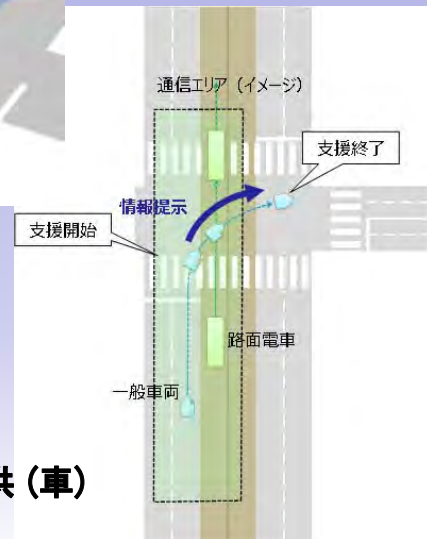 通信エリア（イメージ）
支援終了
情報提示
支援開始
路面電車
一般車両
供（車）